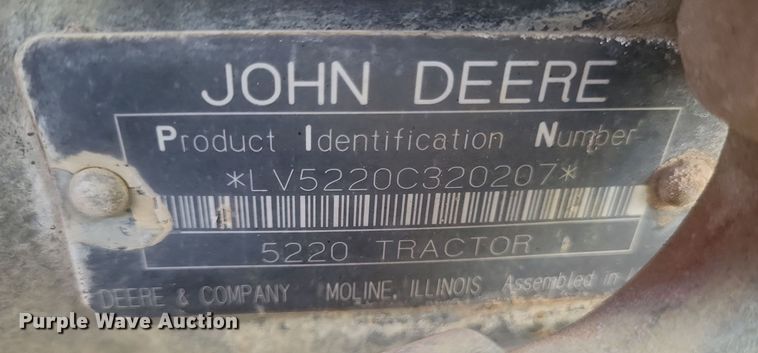 JOHN DEERE
Product Identification Number
*LV5220C320207*
5220 TRACTOR
DEERE & COMPANY MOLINE, ILLINOIS Assembled in
Purple Wave Auction